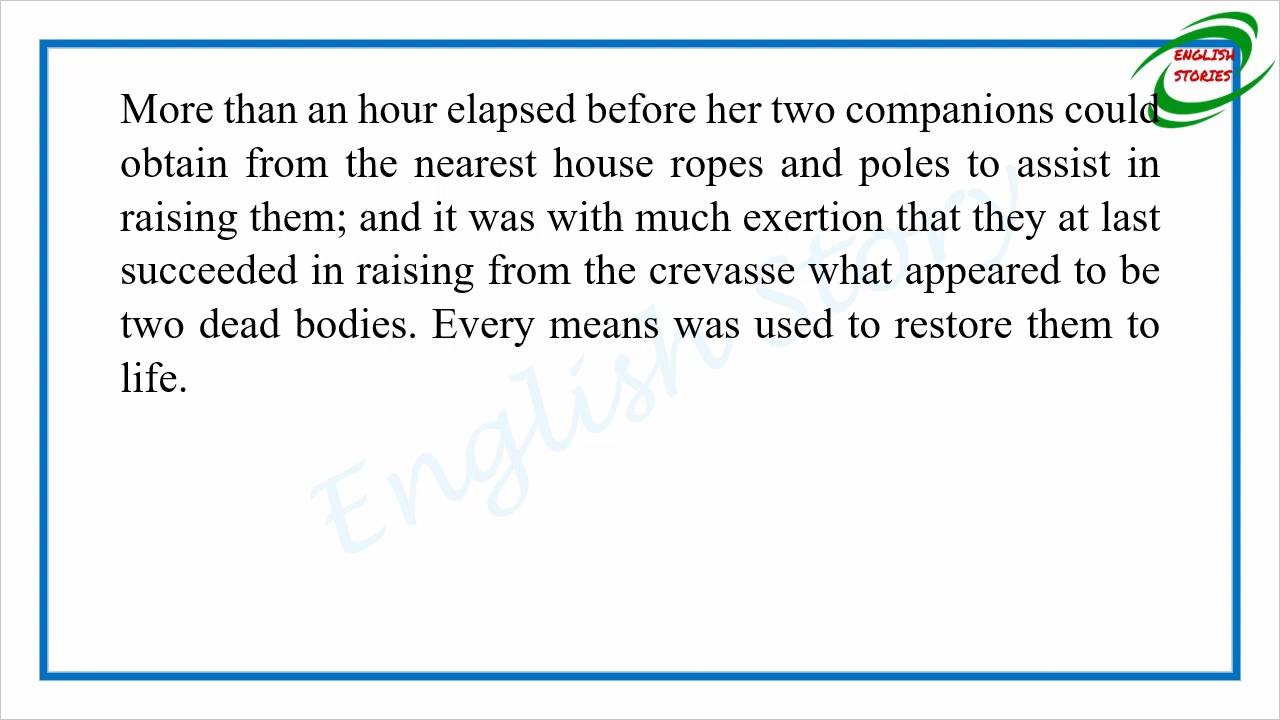 ENGLISH
STORIES
More than an hour elapsed before her two companions could
obtain from the nearest house ropes and poles to assist in
raising them; and it was with much exertion that they at last
succeeded in raising from the crevasse what appeared to be
two dead bodies. Every means was used to restore them to
life.
English Story